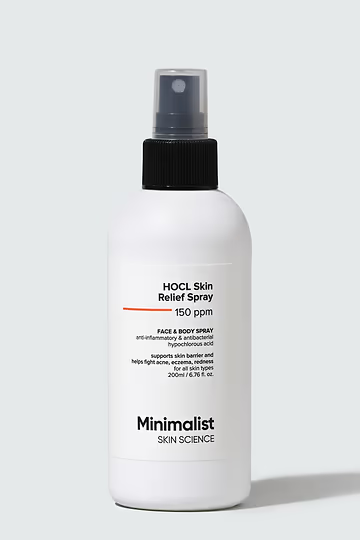 HOCL Skin
Relief Spray
150 ppm
FACE & BODY SPRAY
anti-inflammatory & antibacterial
hypochlorous acid
supports skin barrier and
helps fight acne, eczema, redness
for all skin types
200ml / 6.76 fl. oz.
Minimalist
SKIN SCIENCE